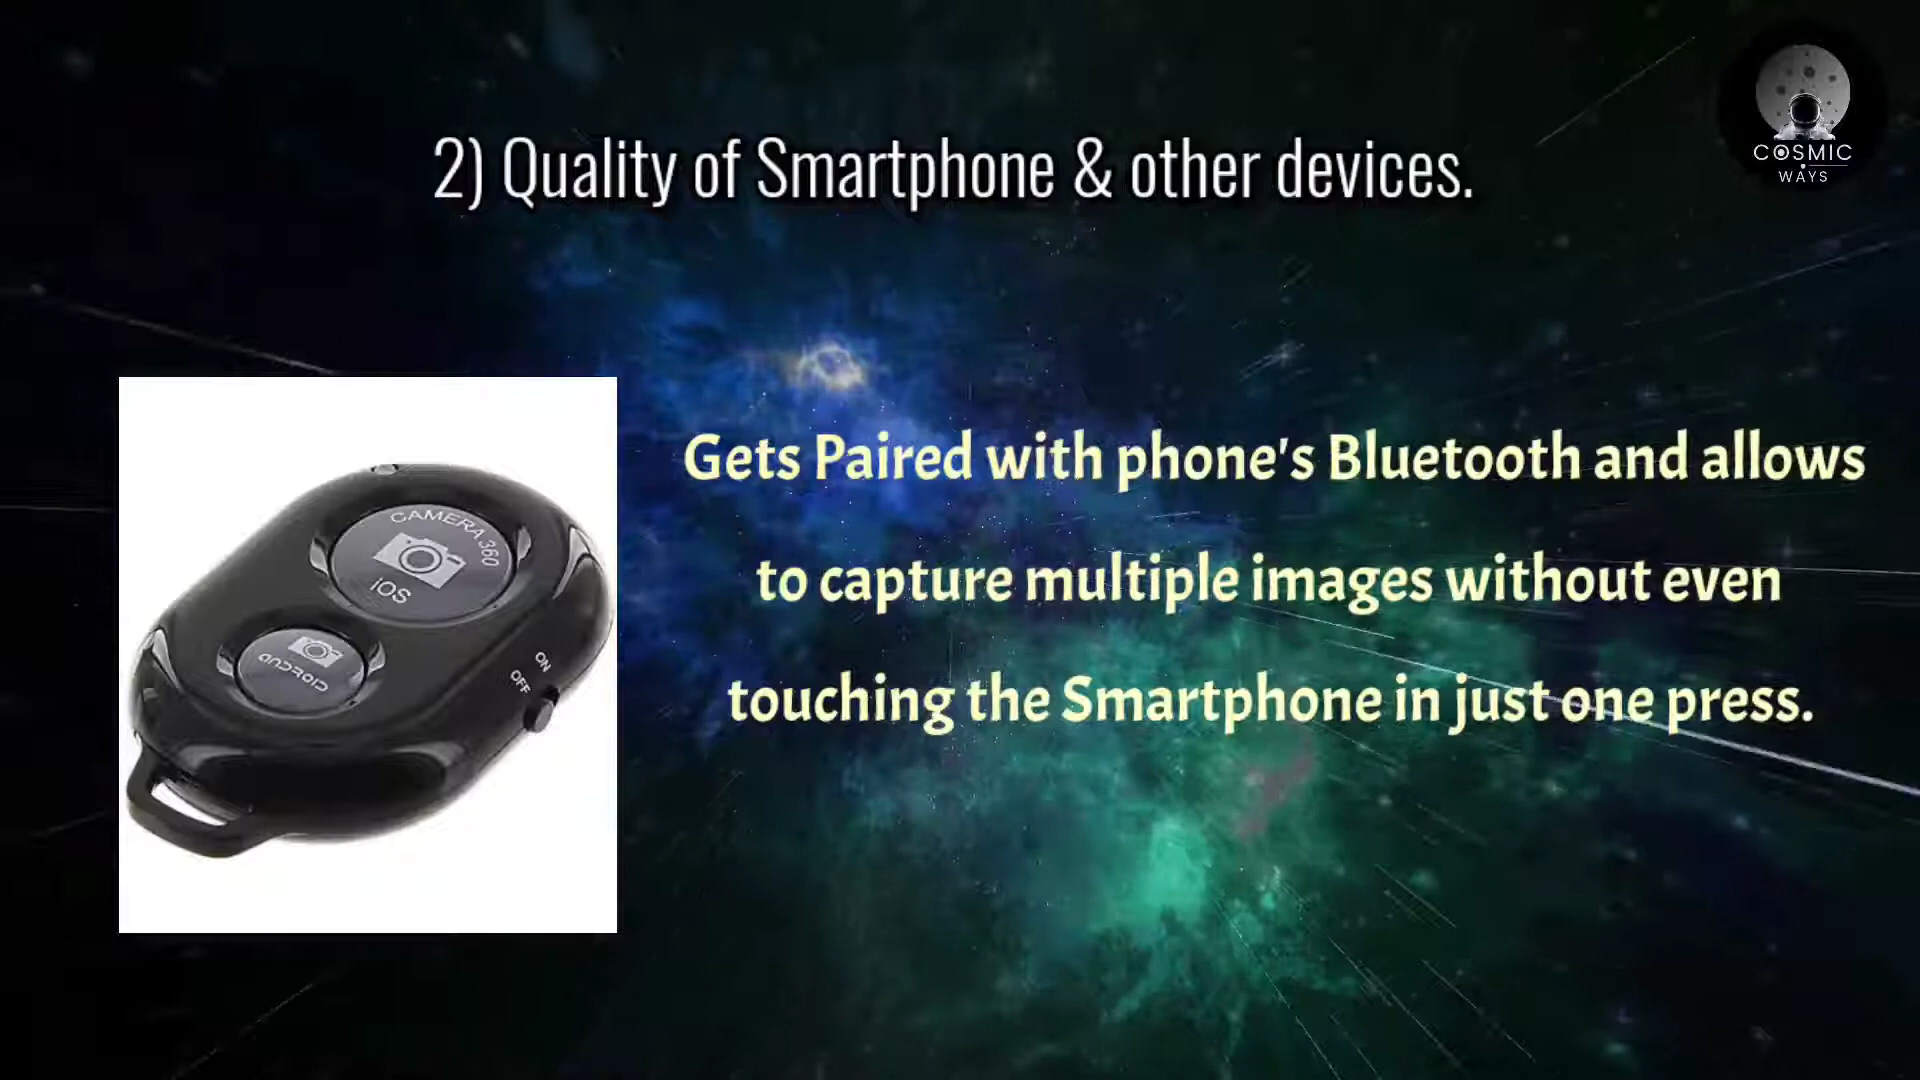 COSMIC
WAYS
2) Quality of Smartphone & other devices.
Gets Paired with phone's Bluetooth and allows
to capture multiple images without even
touching the Smartphone in just one press.
CAMERA 360
iOS
ANDROID
ON
OFF